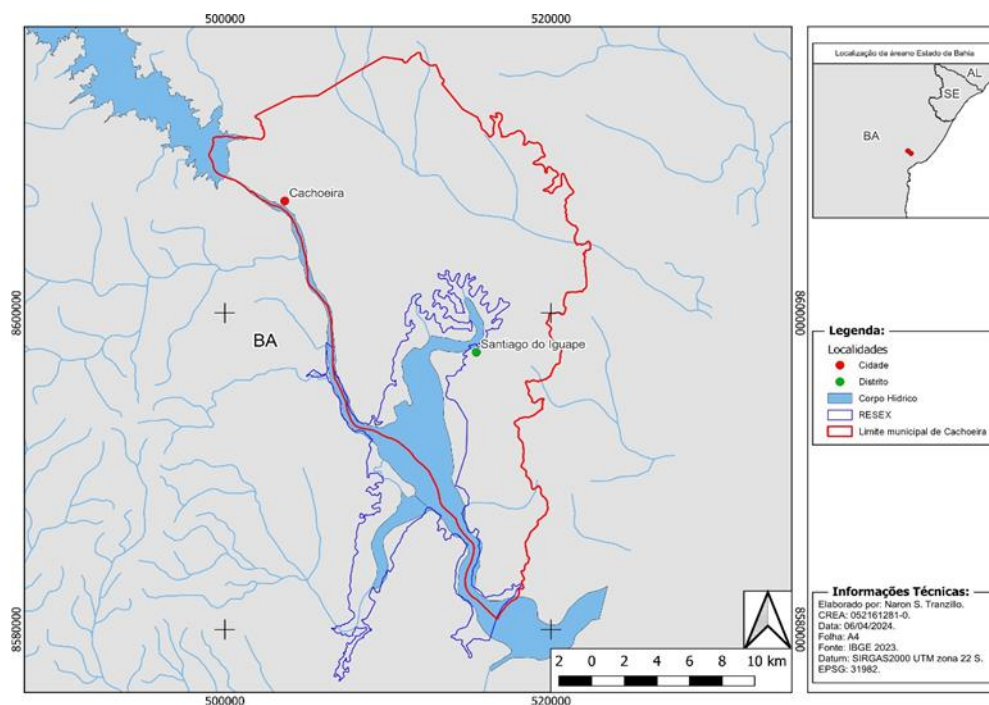 500000
520000
Localização da áreano Estado de Bahia
AL
SE
BA
Cachoeira
8600000
8600000
BA
Santiago do Iguape
Legenda:
Localidades
Cidade
Distrito
Corpo Hídrico
RESEX
Limite municipal de Cachoeira
8580000
8580000
Informações Técnicas:
Elaborado por: Naron S. Tranzillo.
CREA: 052161281-0.
Data: 06/04/2024.
Folha: A4
Fonte: IBGE 2023.
Datum: SIRGAS2000 UTM zona 22 S.
EPSG: 31982.
2 0 2 4 6 8 10 km
500000
520000